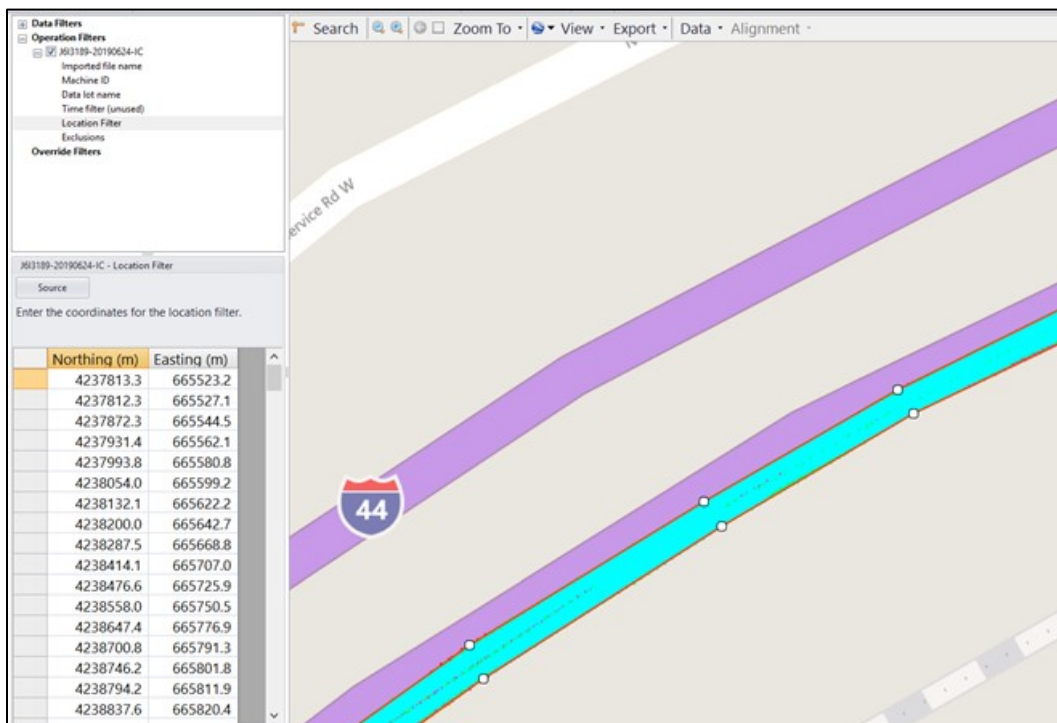 Data Filters
Operation Filters
J6I3189-20190624-IC
Imported file name
Machine ID
Data lot name
Time filter (unused)
Location Filter
Exclusions
Override Filters
J6I3189-20190624-IC - Location Filter
Source
Enter the coordinates for the location filter.
Northing (m) Easting (m)
4237813.3 665523.2
4237812.3 665527.1
4237872.3 665544.5
4237931.4 665562.1
4237993.8 665580.8
4238054.0 665599.2
4238132.1 665622.2
4238200.0 665642.7
4238287.5 665668.8
4238414.1 665707.0
4238476.6 665725.9
4238558.0 665750.5
4238647.4 665776.9
4238700.8 665791.3
4238746.2 665801.8
4238794.2 665811.9
4238837.6 665820.4
Search Zoom To View Export Data Alignment
ervice Rd W
44